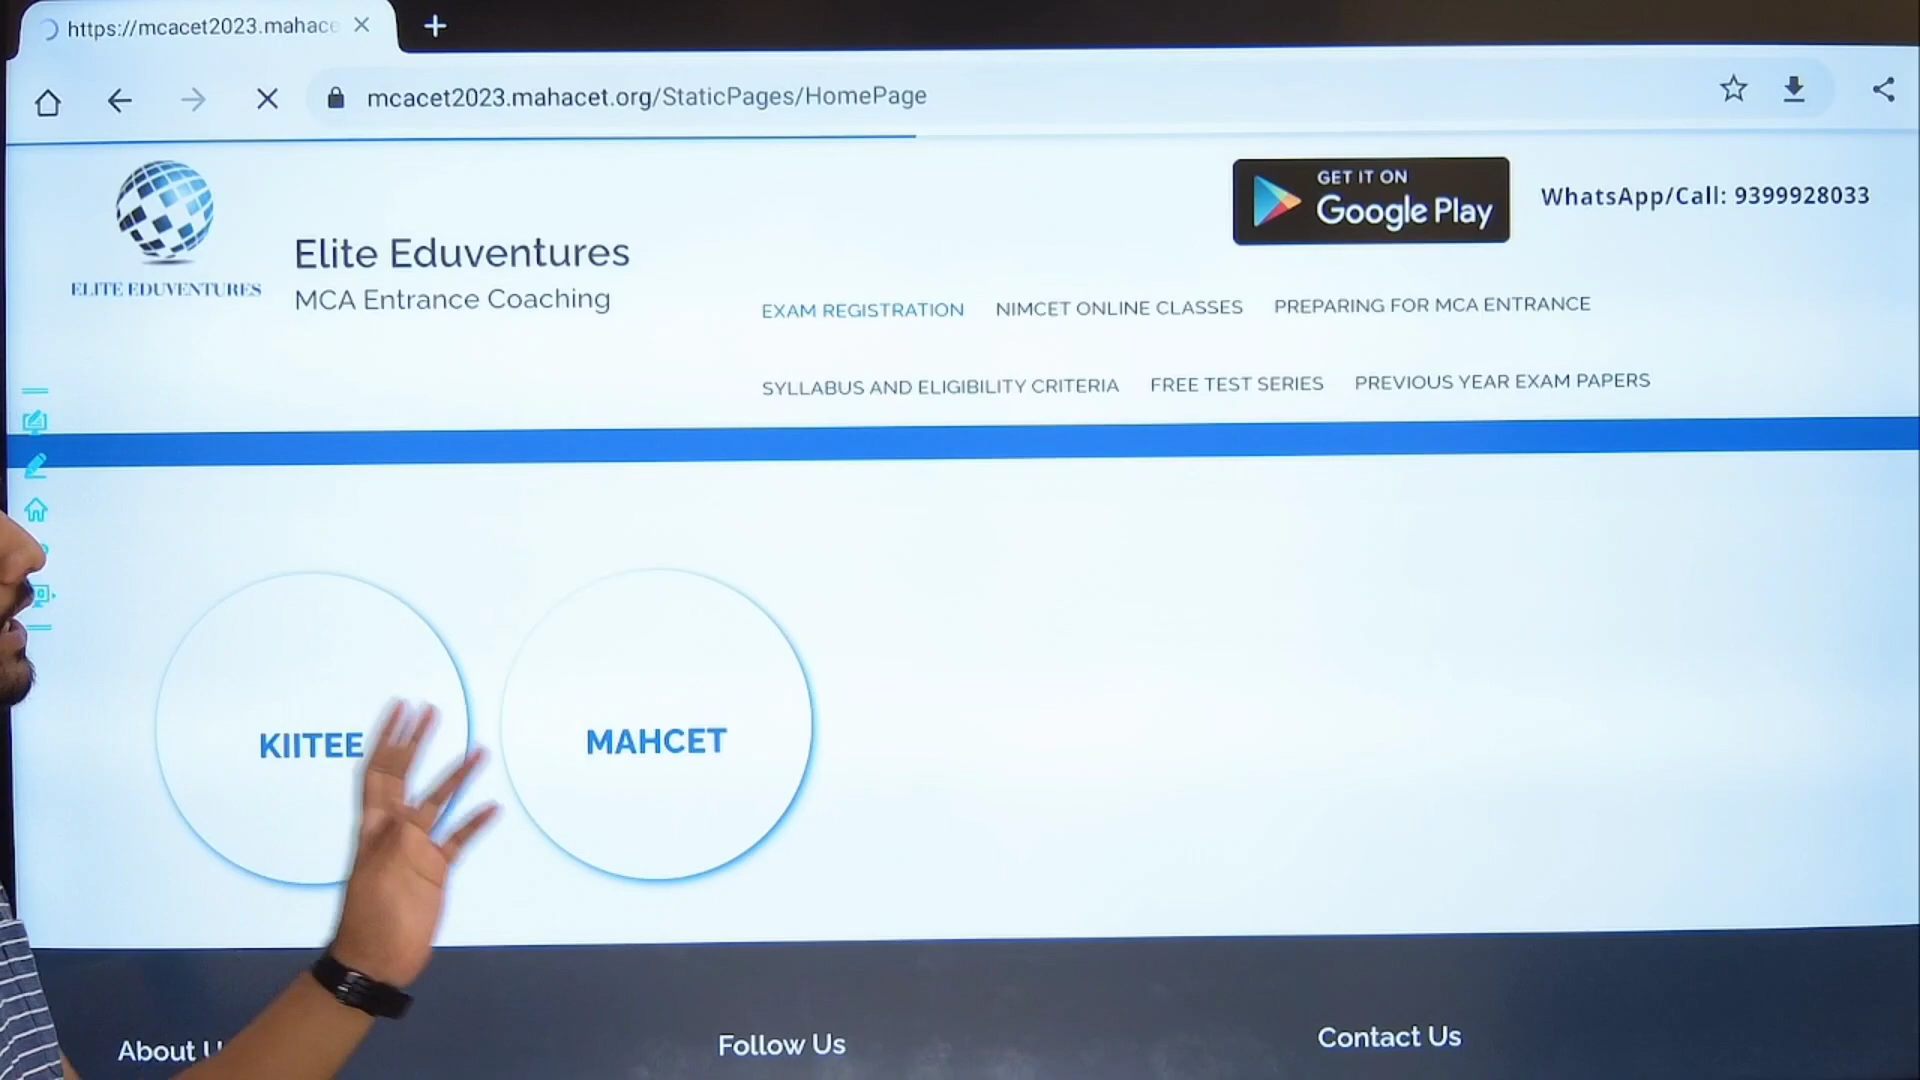 https://mcacet2023.mahace
mcacet2023.mahacet.org/StaticPages/HomePage
GET IT ON
Google Play
WhatsApp/Call: 9399928033
Elite Eduventures
ELITE EDUVENTURES
MCA Entrance Coaching
EXAM REGISTRATION
NIMCET ONLINE CLASSES
PREPARING FOR MCA ENTRANCE
SYLLABUS AND ELIGIBILITY CRITERIA
FREE TEST SERIES
PREVIOUS YEAR EXAM PAPERS
KIITEE
MAHCET
About U
Follow Us
Contact Us